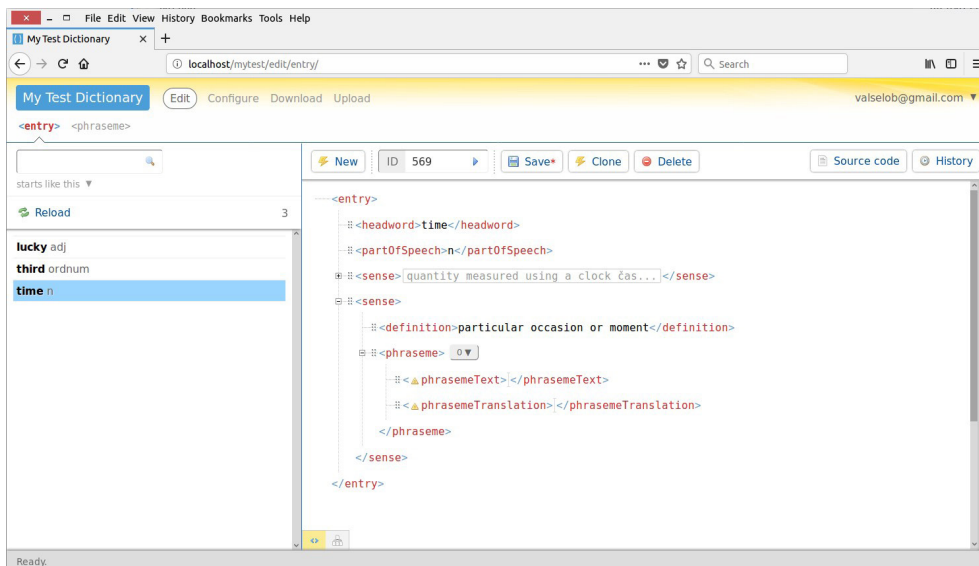 File Edit View History Bookmarks Tools Help
My Test Dictionary × +
localhost/mytest/edit/entry/ ••• Search
My Test Dictionary Edit Configure Download Upload valselob@gmail.com ▼
<entry> <phraseme>
starts like this ▼
Reload 3
lucky adj
third ordnum
time n
New ID 569 Save* Clone Delete Source code History
<entry>
<headword>time</headword>
<partOfSpeech>n</partOfSpeech>
<sense>quantity measured using a clock čas...</sense>
<sense>
<definition>particular occasion or moment</definition>
<phraseme> 0▼
<phrasemeText></phrasemeText>
<phrasemeTranslation></phrasemeTranslation>
</phraseme>
</sense>
</entry>
Ready.